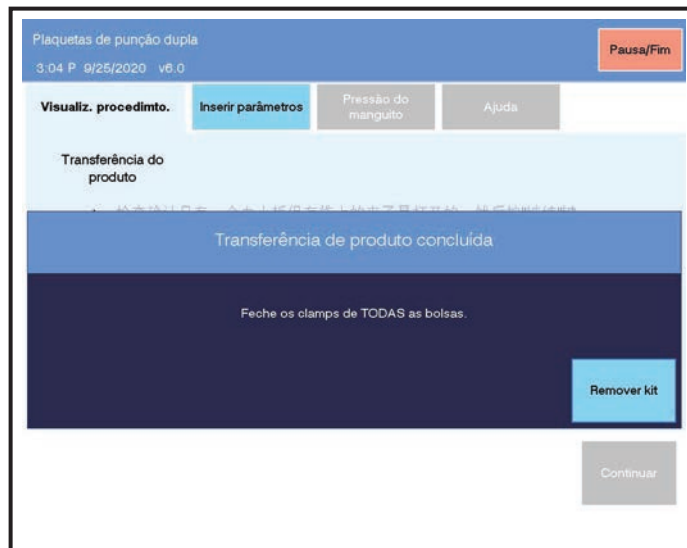 Plaquetas de punção dupla
3:04 P 9/25/2020 v6.0
Pausa/Fim
Visualiz. procedimto.
Inserir parâmetros
Pressão do
manguito
Ajuda
Transferência do
produto
Transferência de produto concluída
Feche os clamps de TODAS as bolsas.
Remover kit
Continuar